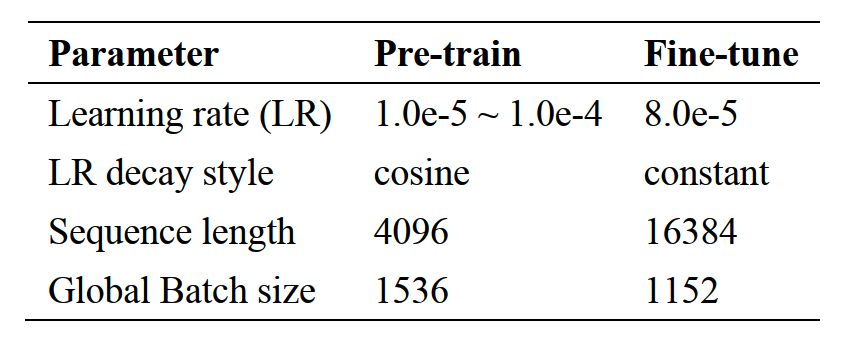 Parameter Pre-train Fine-tune
Learning rate (LR) 1.0e-5 ~ 1.0e-4 8.0e-5
LR decay style cosine constant
Sequence length 4096 16384
Global Batch size 1536 1152